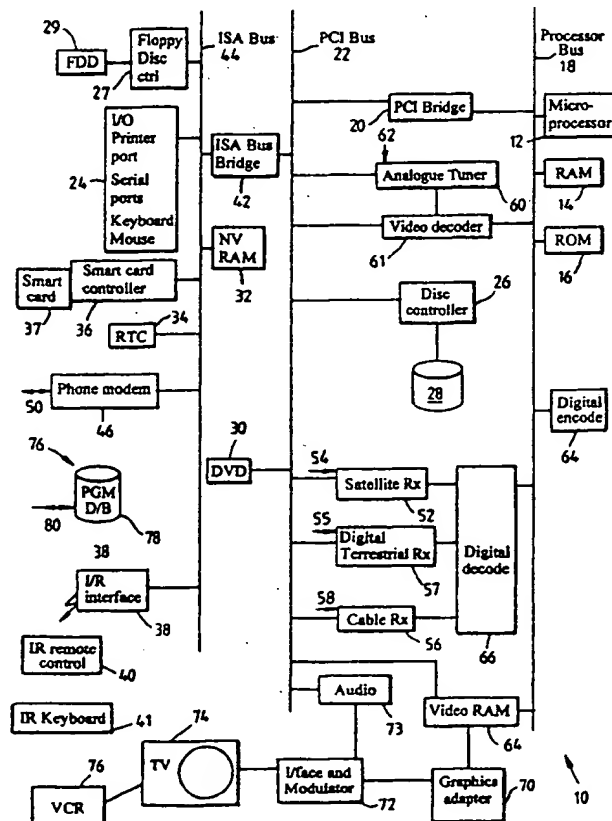 29
FDD
Floppy
Disc
ctrl
27
ISA Bus
44
PCI Bus
22
Processor
Bus
18
I/O
Printer
port
Serial
ports
Keyboard
Mouse
24
ISA Bus
Bridge
42
PCI Bridge
20
Micro-
processor
12
62
Analogue Tuner
60
RAM
14
Video decoder
61
ROM
16
NV
RAM
32
Smart card
controller
36
Smart
card
37
34
RTC
Disc
controller
26
28
Phone modem
50
46
Digital
encode
64
76
PGM
D/B
80
78
30
DVD
54
Satellite Rx
52
55
Digital
Terrestrial Rx
57
58
Cable Rx
56
Digital
decode
66
38
I/R
interface
38
IR remote
control
40
IR Keyboard
41
Audio
73
Video RAM
64
74
TV
76
VCR
I/face and
Modulator
72
Graphics
adapter
70
10